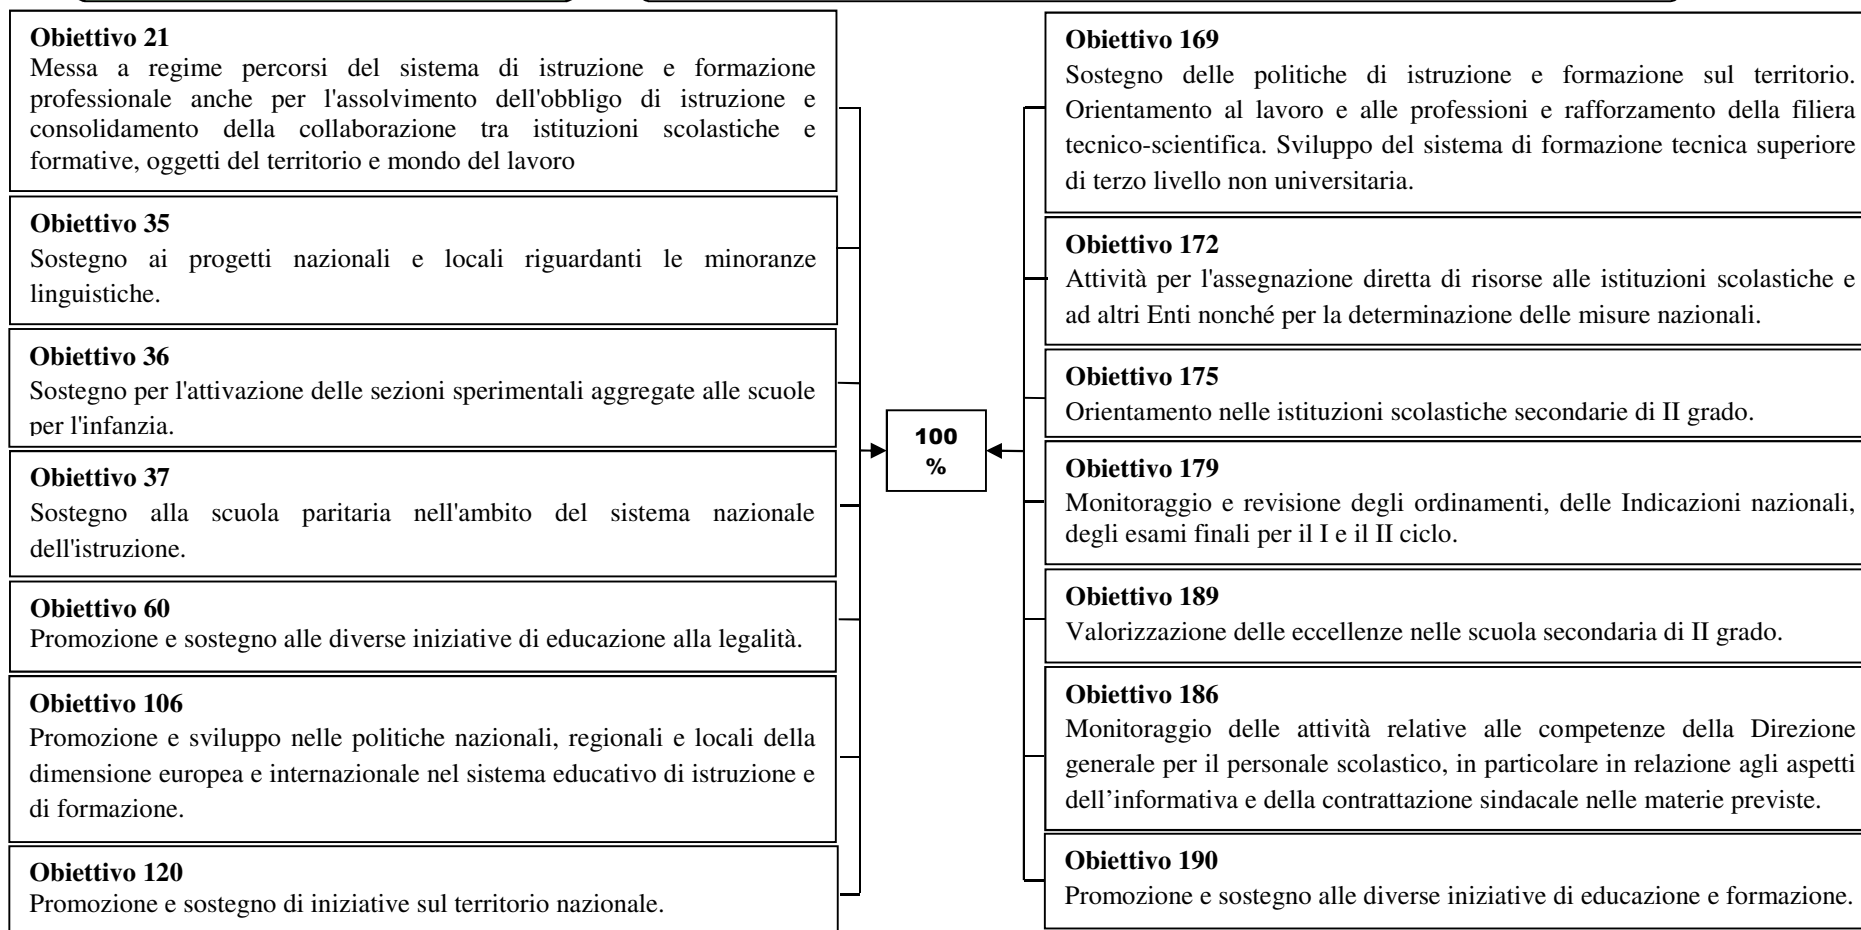 Obiettivo 21
Messa a regime percorsi del sistema di istruzione e formazione
professionale anche per l'assolvimento dell'obbligo di istruzione e
consolidamento della collaborazione tra istituzioni scolastiche e
formative, oggetti del territorio e mondo del lavoro
Obiettivo 35
Sostegno ai progetti nazionali e locali riguardanti le minoranze
linguistiche.
Obiettivo 36
Sostegno per l'attivazione delle sezioni sperimentali aggregate alle scuole
per l'infanzia.
Obiettivo 37
Sostegno alla scuola paritaria nell'ambito del sistema nazionale
dell'istruzione.
Obiettivo 60
Promozione e sostegno alle diverse iniziative di educazione alla legalità.
Obiettivo 106
Promozione e sviluppo nelle politiche nazionali, regionali e locali della
dimensione europea e internazionale nel sistema educativo di istruzione e
di formazione.
Obiettivo 120
Promozione e sostegno di iniziative sul territorio nazionale.
100
%
Obiettivo 169
Sostegno delle politiche di istruzione e formazione sul territorio.
Orientamento al lavoro e alle professioni e rafforzamento della filiera
tecnico-scientifica. Sviluppo del sistema di formazione tecnica superiore
di terzo livello non universitaria.
Obiettivo 172
Attività per l'assegnazione diretta di risorse alle istituzioni scolastiche e
ad altri Enti nonché per la determinazione delle misure nazionali.
Obiettivo 175
Orientamento nelle istituzioni scolastiche secondarie di II grado.
Obiettivo 179
Monitoraggio e revisione degli ordinamenti, delle Indicazioni nazionali,
degli esami finali per il I e il II ciclo.
Obiettivo 189
Valorizzazione delle eccellenze nelle scuola secondaria di II grado.
Obiettivo 186
Monitoraggio delle attività relative alle competenze della Direzione
generale per il personale scolastico, in particolare in relazione agli aspetti
dell’informativa e della contrattazione sindacale nelle materie previste.
Obiettivo 190
Promozione e sostegno alle diverse iniziative di educazione e formazione.